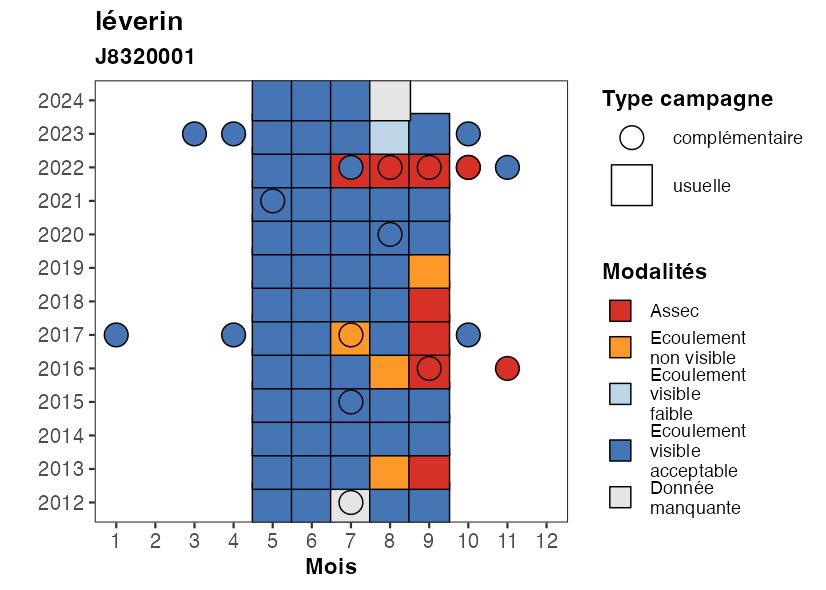 léverin
J8320001
2024
2023
2022
2021
2020
2019
2018
2017
2016
2015
2014
2013
2012
1 2 3 4 5 6 7 8 9 10 11 12
Mois
Type campagne
complémentaire
usuelle
Modalités
Assec
Ecoulement
non visible
Ecoulement
visible
faible
Ecoulement
visible
acceptable
Donnée
manquante